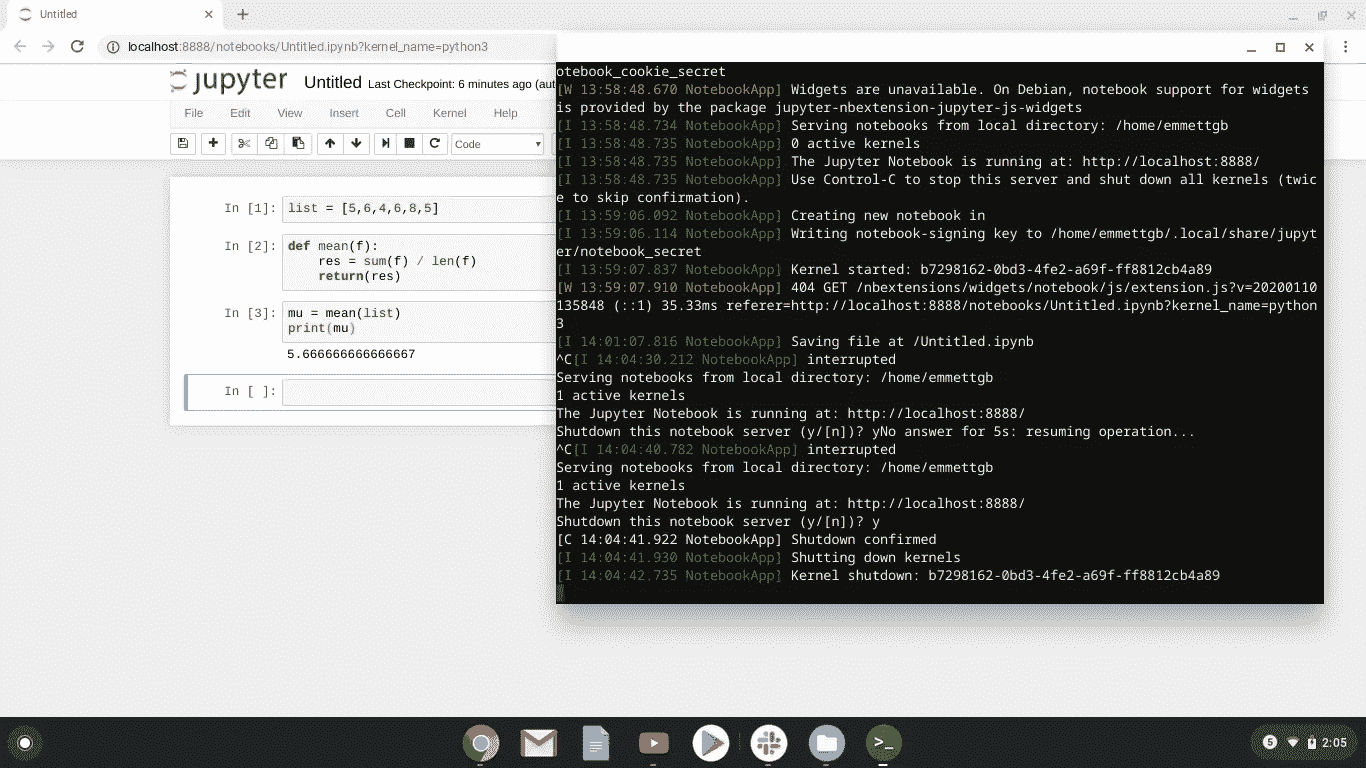 Untitled
localhost:8888/notebooks/Untitled.ipynb?kernel_name=python3
jupyter Untitled Last Checkpoint: 6 minutes ago (aut
File Edit View Insert Cell Kernel Help
Code
In [1]: list = [5,6,4,6,8,5]
In [2]: def mean(f):
res = sum(f) / len(f)
return(res)
In [3]: mu = mean(list)
print(mu)
5.666666666666667
In [ ]:
otebook_cookie_secret
[W 13:58:48.670 NotebookApp] Widgets are unavailable. On Debian, notebook support for widgets
is provided by the package jupyter-nbextension-jupyter-js-widgets
[I 13:58:48.734 NotebookApp] Serving notebooks from local directory: /home/emmettgb
[I 13:58:48.735 NotebookApp] 0 active kernels
[I 13:58:48.735 NotebookApp] The Jupyter Notebook is running at: http://localhost:8888/
[I 13:58:48.735 NotebookApp] Use Control-C to stop this server and shut down all kernels (twic
e to skip confirmation).
[I 13:59:06.092 NotebookApp] Creating new notebook in
[I 13:59:06.114 NotebookApp] Writing notebook-signing key to /home/emmettgb/.local/share/jupyt
er/notebook_secret
[I 13:59:07.837 NotebookApp] Kernel started: b7298162-0bd3-4fe2-a69f-ff8812cb4a89
[W 13:59:07.910 NotebookApp] 404 GET /nbextensions/widgets/notebook/js/extension.js?v=20200110
135848 (::1) 35.33ms referer=http://localhost:8888/notebooks/Untitled.ipynb?kernel_name=python
3
[I 14:01:07.816 NotebookApp] Saving file at /Untitled.ipynb
^C[I 14:04:30.212 NotebookApp] interrupted
Serving notebooks from local directory: /home/emmettgb
1 active kernels
The Jupyter Notebook is running at: http://localhost:8888/
Shutdown this notebook server (y/[n])? yNo answer for 5s: resuming operation...
^C[I 14:04:40.782 NotebookApp] interrupted
Serving notebooks from local directory: /home/emmettgb
1 active kernels
The Jupyter Notebook is running at: http://localhost:8888/
Shutdown this notebook server (y/[n])? y
[C 14:04:41.922 NotebookApp] Shutdown confirmed
[I 14:04:41.930 NotebookApp] Shutting down kernels
[I 14:04:42.735 NotebookApp] Kernel shutdown: b7298162-0bd3-4fe2-a69f-ff8812cb4a89
>_
5 2:05